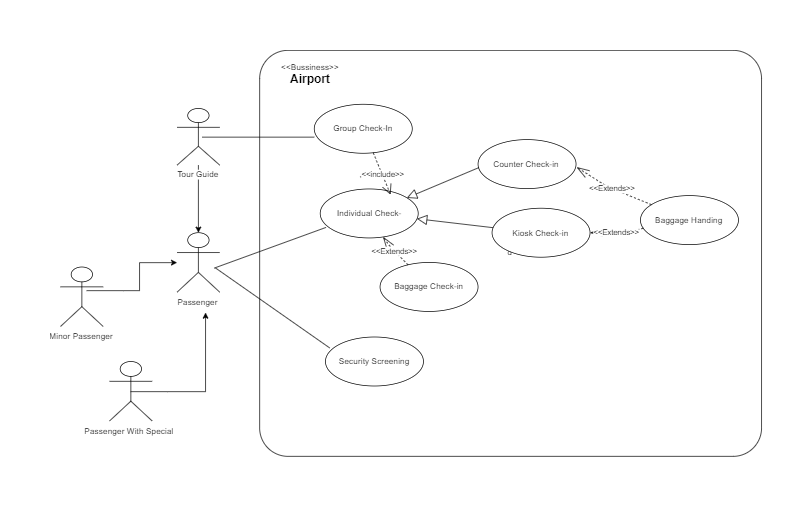 <<Bussiness>>
Airport
Group Check-In
Tour Guide
<<include>>
Counter Check-in
<<Extends>>
Individual Check-
Baggage Handing
Kiosk Check-in
<<Extends>>
<<Extends>>
Baggage Check-in
Passenger
Minor Passenger
Security Screening
Passenger With Special